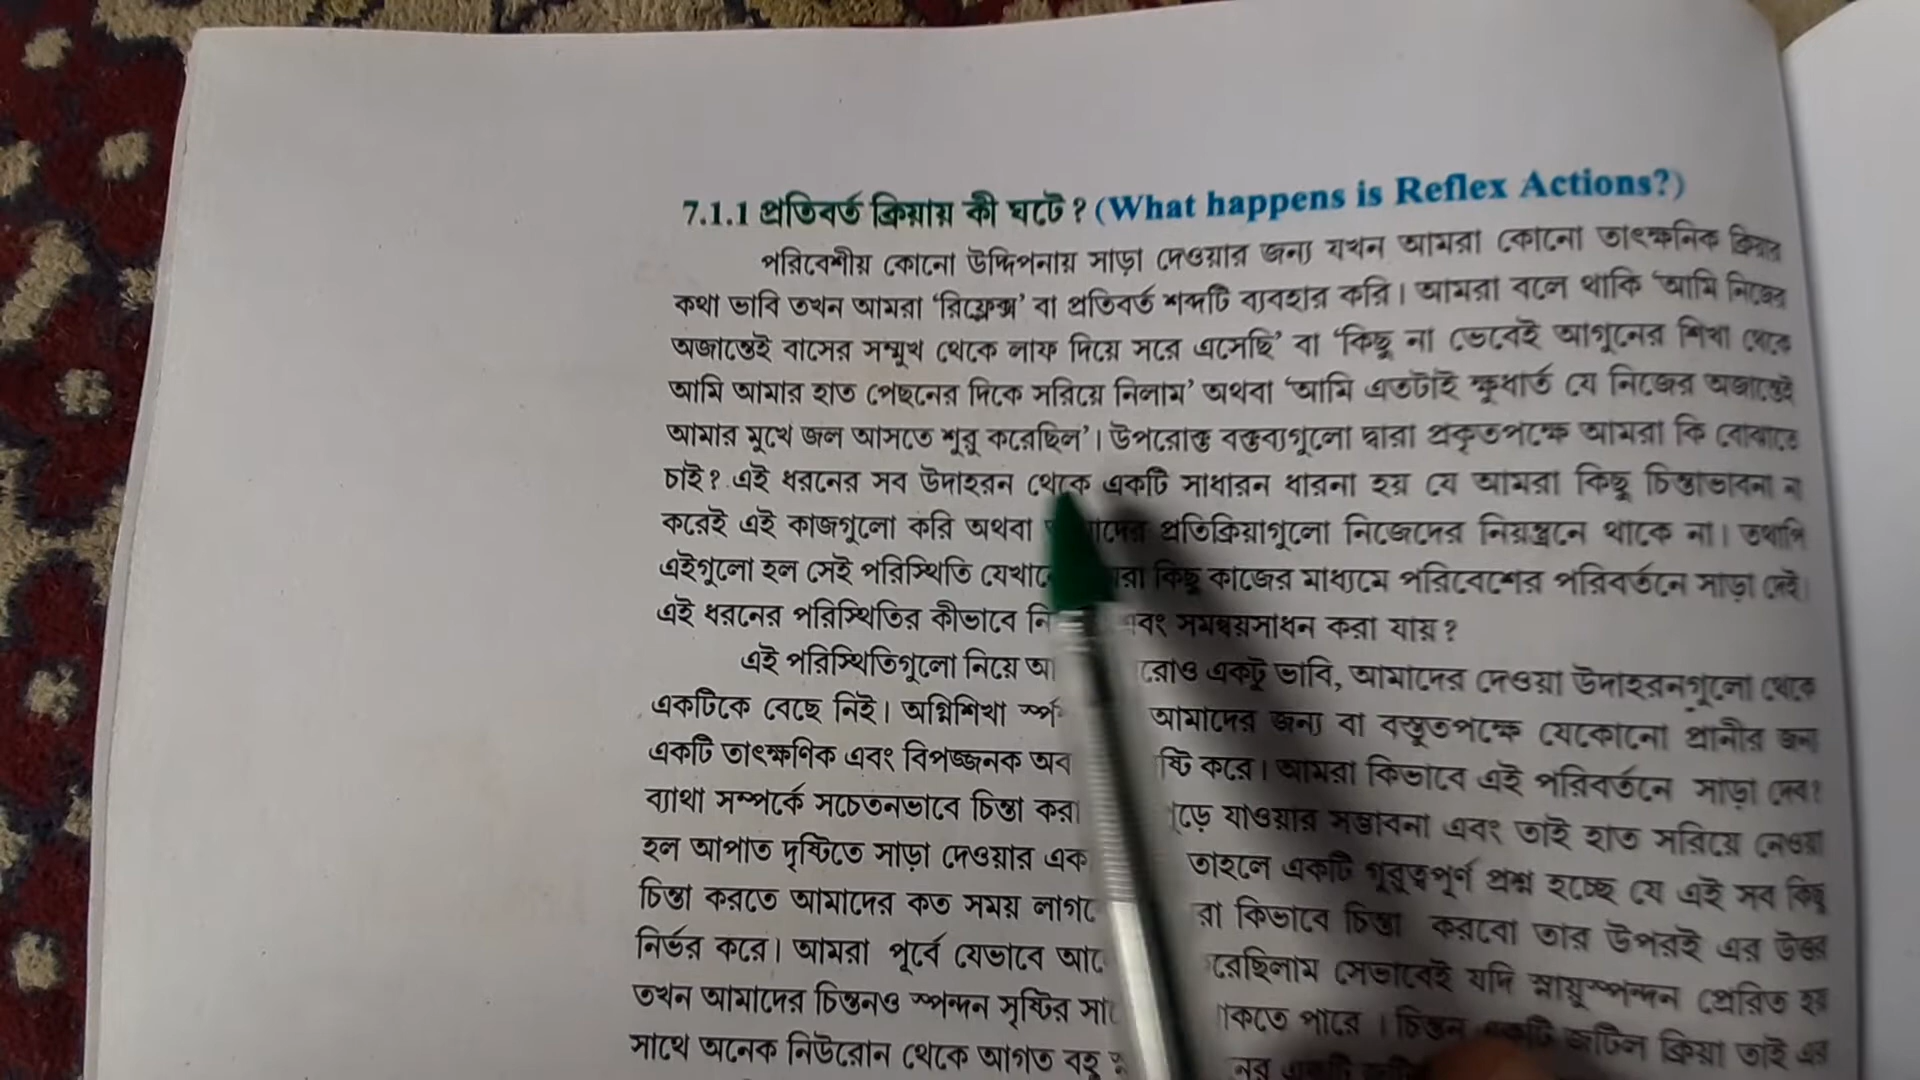 7.1.1 প্রতিবর্ত ক্রিয়ায় কী ঘটে ? (What happens is Reflex Actions?)
পরিবেশীয় কোনো উদ্দিপনায় সাড়া দেওয়ার জন্য যখন আমরা কোনো তাৎক্ষনিক ক্রিয়ার
কথা ভাবি তখন আমরা ‘রিফ্লেক্স’ বা প্রতিবর্ত শব্দটি ব্যবহার করি। আমরা বলে থাকি ‘আমি নিজের
অজান্তেই বাসের সম্মুখ থেকে লাফ দিয়ে সরে এসেছি’ বা ‘কিছু না ভেবেই আগুনের শিখা থেকে
আমি আমার হাত পেছনের দিকে সরিয়ে নিলাম’ অথবা ‘আমি এতটাই ক্ষুধার্ত যে নিজের অজান্তেই
আমার মুখে জল আসতে শুরু করেছিল’। উপরোক্ত বক্তব্যগুলো দ্বারা প্রকৃতপক্ষে আমরা কি বোঝাতে
চাই? এই ধরনের সব উদাহরন থেকে একটি সাধারন ধারনা হয় যে আমরা কিছু চিন্তাভাবনা না
করেই এই কাজগুলো করি অথবা প্রতিক্রিয়াগুলো নিজেদের নিয়ন্ত্রনে থাকে না। তথাপি
এইগুলো হল সেই পরিস্থিতি কিছু কাজের মাধ্যমে পরিবেশের পরিবর্তনে সাড়া দেই।
এই ধরনের পরিস্থিতির কীভাবে এবং সমন্বয়সাধন করা যায় ?
এই পরিস্থিতিগুলো নিয়ে একটু ভাবি, আমাদের দেওয়া উদাহরনগুলো থেকে
একটিকে বেছে নিই। অগ্নিশিখা আমাদের জন্য বা বস্তুতপক্ষে যেকোনো প্রানীর জন্য
একটি তাৎক্ষণিক এবং বিপজ্জনক করে। আমরা কিভাবে এই পরিবর্তনে সাড়া দেব?
ব্যাথা সম্পর্কে সচেতনভাবে চিন্তা করা যাওয়ার সম্ভাবনা এবং তাই হাত সরিয়ে নেওয়া
হল আপাত দৃষ্টিতে সাড়া দেওয়ার তাহলে একটি গুরুত্বপূর্ণ প্রশ্ন হচ্ছে যে এই সব কিছু
চিন্তা করতে আমাদের কত সময় কিভাবে চিন্তা করবো তার উপরই এর উত্তর
নির্ভর করে। আমরা পূর্বে যেভাবে সেভাবেই যদি স্নায়ুস্পন্দন প্রেরিত হয়
তখন আমাদের চিন্তনও স্পন্দন সৃষ্টির পারে। চিন্তন একটি জটিল ক্রিয়া তাই এর
সাথে অনেক নিউরোন থেকে আগত বহু